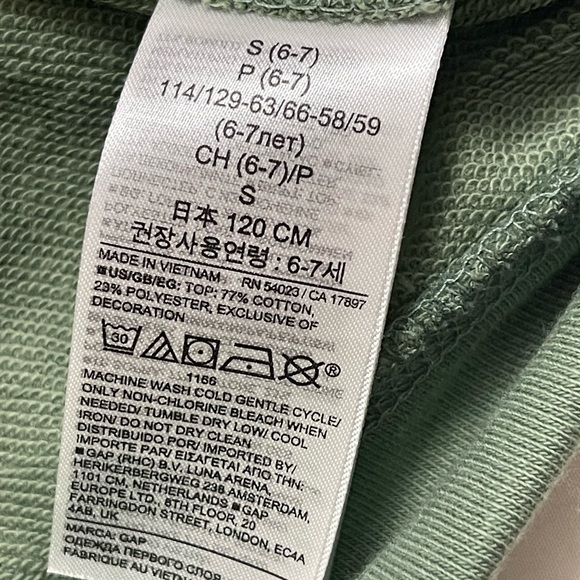 S (6-7)
P (6-7)
114/129-63/66-58/59
(6-7лет)
CH (6-7)/P
S
日本 120 CM
권장사용연령 : 6-7세
MADE IN VIETNAM RN 54023 / CA 17897
■US/GB/EG: TOP: 77% COTTON,
23% POLYESTER, EXCLUSIVE OF
DECORATION
30 ®
1166
MACHINE WASH COLD GENTLE CYCLE/
ONLY NON-CHLORINE BLEACH WHEN
NEEDED/ TUMBLE DRY LOW/ COOL
IRON/ DO NOT DRY CLEAN
DISTRIBUIDO POR/ IMPORTED BY/
IMPORTE PAR/ ΕΙΣΑΓΕΤΑΙ ΑΠΟ ΤΗΝ:
■GAP (RHO) B.V. LUNA ARENA,
HERIKERBERGWEG 238 AMSTERDAM,
1101 CM, NETHERLANDS ■GAP
EUROPE LTD, 8TH FLOOR, 20
FARRINGDON STREET, LONDON, EC4A
4AB, UK
MARCA: GAP
ОДЕЖДА ПЕРВОГО СЛОЯ
FABRIQUE AU VIETNAM